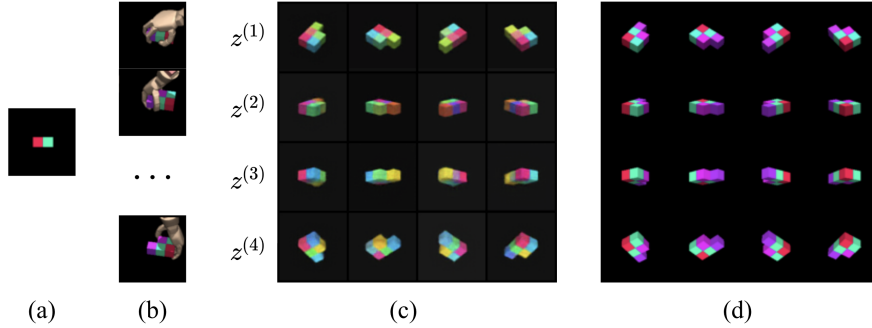 z^{(1)}
z^{(2)}
. . .
z^{(3)}
z^{(4)}
(a) (b) (c) (d)